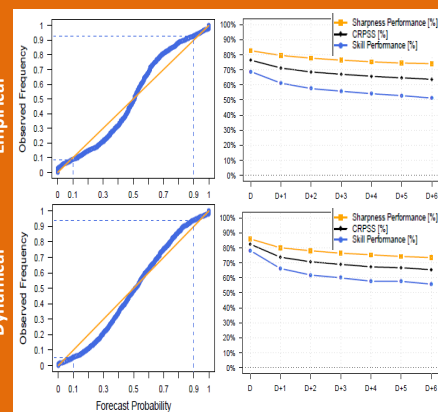 Empirical
Observed Frequency
1
0.9
0.8
0.7
0.6
0.5
0.4
0.3
0.2
0.1
0
0 0.1 0.3 0.5 0.7 0.9 1
100%
90%
80%
70%
60%
50%
40%
30%
20%
10%
0%
Sharpness Performance [%]
CRPSS [%]
Skill Performance [%]
D D+1 D+2 D+3 D+4 D+5 D+6
Dynamical
Observed Frequency
1
0.9
0.8
0.7
0.6
0.5
0.4
0.3
0.2
0.1
0
0 0.1 0.3 0.5 0.7 0.9 1
Forecast Probability
100%
90%
80%
70%
60%
50%
40%
30%
20%
10%
0%
Sharpness Performance [%]
CRPSS [%]
Skill Performance [%]
D D+1 D+2 D+3 D+4 D+5 D+6